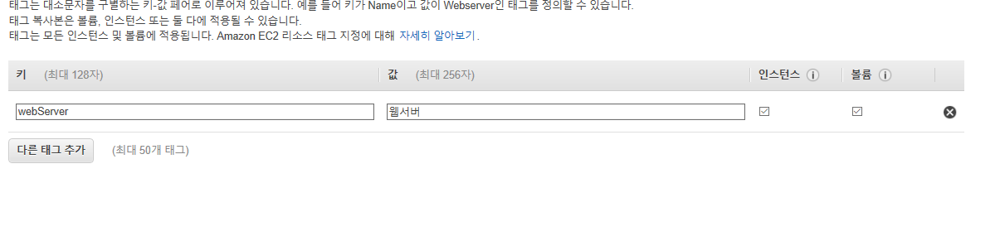 태그는 대소문자를 구별하는 키-값 페어로 이루어져 있습니다. 예를 들어 키가 Name이고 값이 Webserver인 태그를 정의할 수 있습니다.
태그 복사본은 볼륨, 인스턴스 또는 둘 다에 적용될 수 있습니다.
태그는 모든 인스턴스 및 볼륨에 적용됩니다. Amazon EC2 리소스 태그 지정에 대해 자세히 알아보기.
키 (최대 128자) 값 (최대 256자) 인스턴스 볼륨
webServer 웹서버
다른 태그 추가 (최대 50개 태그)